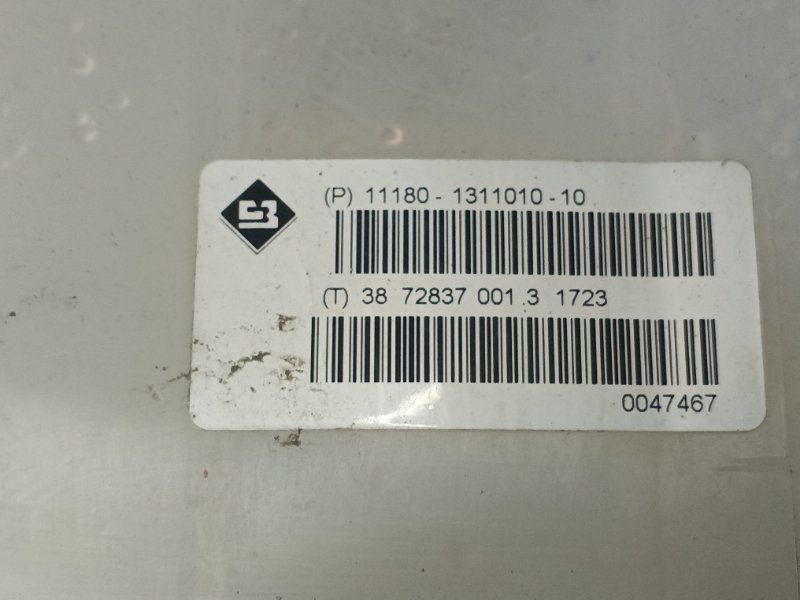 (P) 11180 - 1311010 - 10
(T) 38 72837 001.3 1723
0047467